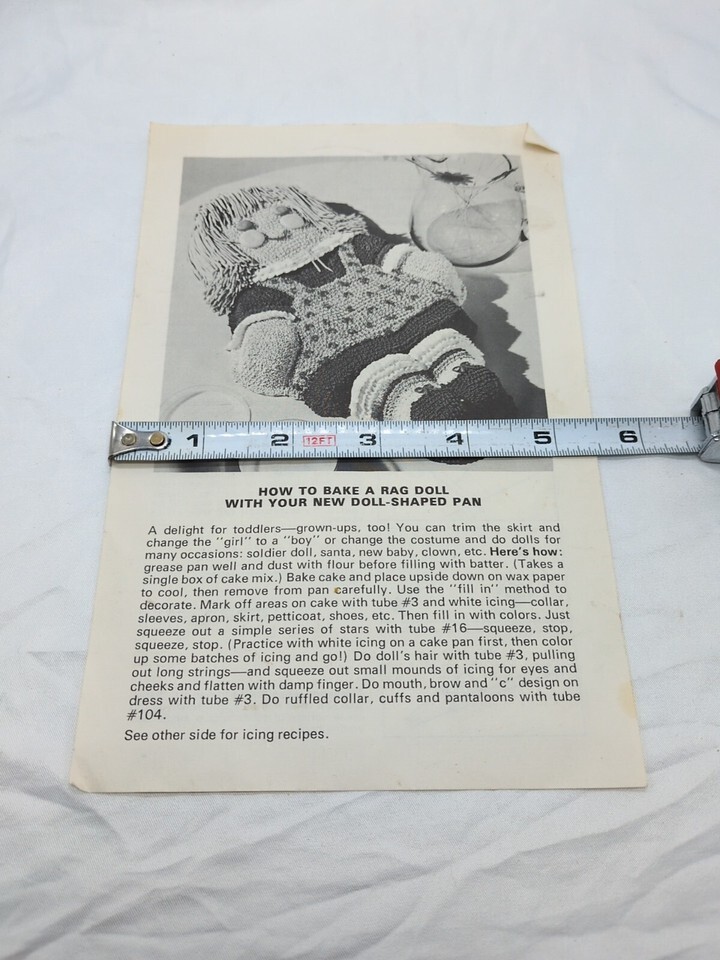 1 2 12FT 3 4 5 6
HOW TO BAKE A RAG DOLL
WITH YOUR NEW DOLL-SHAPED PAN
A delight for toddlers—grown-ups, too! You can trim the skirt and
change the "girl" to a "boy" or change the costume and do dolls for
many occasions: soldier doll, santa, new baby, clown, etc. Here's how:
grease pan well and dust with flour before filling with batter. (Takes a
single box of cake mix.) Bake cake and place upside down on wax paper
to cool, then remove from pan carefully. Use the "fill in" method to
decorate. Mark off areas on cake with tube #3 and white icing—collar,
sleeves, apron, skirt, petticoat, shoes, etc. Then fill in with colors. Just
squeeze out a simple series of stars with tube #16—squeeze, stop,
squeeze, stop. (Practice with white icing on a cake pan first, then color
up some batches of icing and go!) Do doll's hair with tube #3, pulling
out long strings—and squeeze out small mounds of icing for eyes and
cheeks and flatten with damp finger. Do mouth, brow and "c" design on
dress with tube #3. Do ruffled collar, cuffs and pantaloons with tube
#104.
See other side for icing recipes.